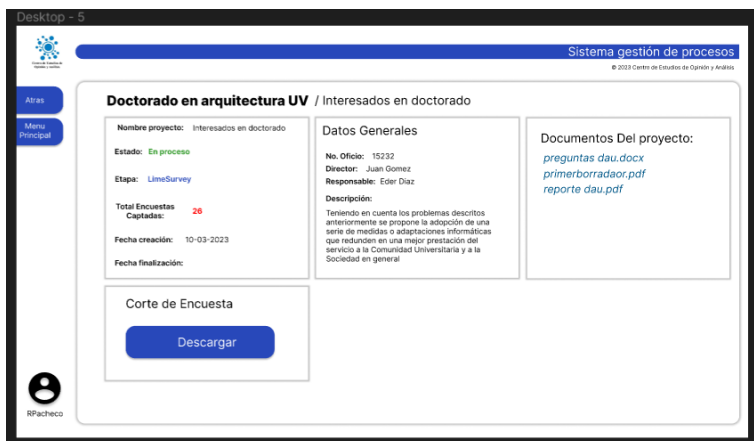 Desktop - 5
Sistema gestión de procesos
© 2023 Centro de Estudios de Opinión y Análisis
Atras
Menu
Principal
Doctorado en arquitectura UV / Interesados en doctorado
Nombre proyecto: Interesados en doctorado
Estado: En proceso
Etapa: LimeSurvey
Total Encuestas
Captadas: 26
Fecha creación: 10-03-2023
Fecha finalización:
Datos Generales
No. Oficio: 15232
Director: Juan Gomez
Responsable: Eder Diaz
Descripción:
Teniendo en cuenta los problemas descritos
anteriormente se propone la adopción de una
serie de medidas o adaptaciones informáticas
que redunden en una mejor prestación del
servicio a la Comunidad Universitaria y a la
Sociedad en general
Documentos Del proyecto:
preguntas dau.docx
primerborradaor.pdf
reporte dau.pdf
Corte de Encuesta
Descargar
RPacheco